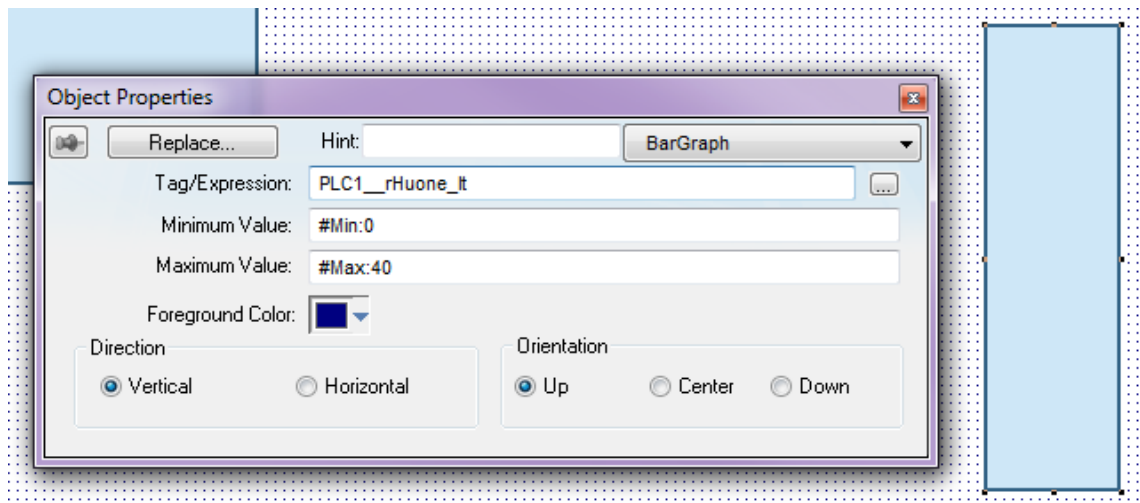 Object Properties
Replace... Hint: BarGraph
Tag/Expression: PLC1__rHuone_lt ...
Minimum Value: #Min:0
Maximum Value: #Max:40
Foreground Color:
Direction Orientation
Vertical Horizontal Up Center Down